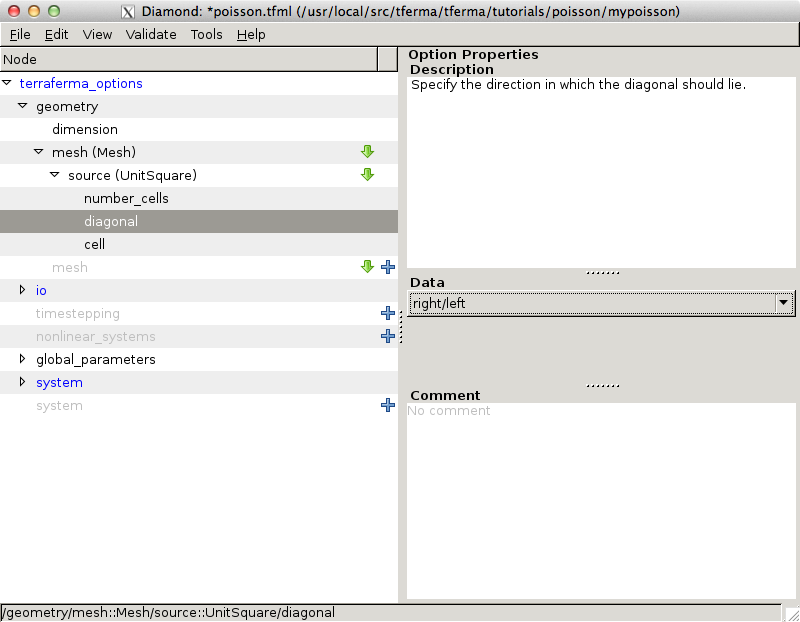 Diamond: *poisson.tfml (/usr/local/src/tferma/tferma/tutorials/poisson/mypoisson)
File Edit View Validate Tools Help
Node
terraferma_options
geometry
dimension
mesh (Mesh)
source (UnitSquare)
number_cells
diagonal
cell
mesh
io
timestepping
nonlinear_systems
global_parameters
system
system
Option Properties
Description
Specify the direction in which the diagonal should lie.
Data
right/left
Comment
No comment
/geometry/mesh::Mesh/source::UnitSquare/diagonal